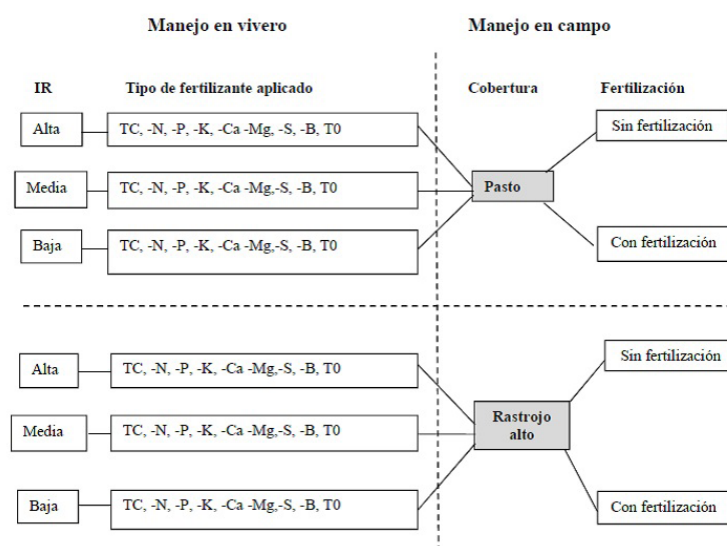 Manejo en vivero Manejo en campo
IR Tipo de fertilizante aplicado Cobertura Fertilización
Alta TC, -N, -P, -K, -Ca -Mg,-S, -B, T0 Sin fertilización
Media TC, -N, -P, -K, -Ca -Mg,-S, -B, T0 Pasto
Baja TC, -N, -P, -K, -Ca -Mg,-S, -B, T0 Con fertilización
Alta TC, -N, -P, -K, -Ca -Mg,-S, -B, T0 Sin fertilización
Media TC, -N, -P, -K, -Ca -Mg,-S, -B, T0 Rastrojo
alto
Baja TC, -N, -P, -K, -Ca -Mg,-S, -B, T0 Con fertilización